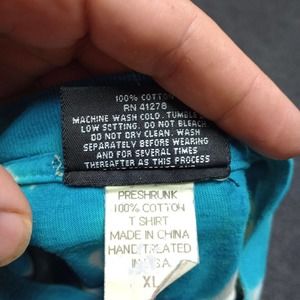 100% COTTON
RN 41278
MACHINE WASH COLD. TUMBLE
LOW SETTING. DO NOT BLEACH
DO NOT DRY CLEAN. WASH
SEPARATELY BEFORE WEARING
AND FOR SEVERAL TIMES
THEREAFTER AS THIS PROCESS
PRESHRUNK
100% COTTON
T SHIRT
MADE IN CHINA
HAND TREATED
IN U.S.A.
XL